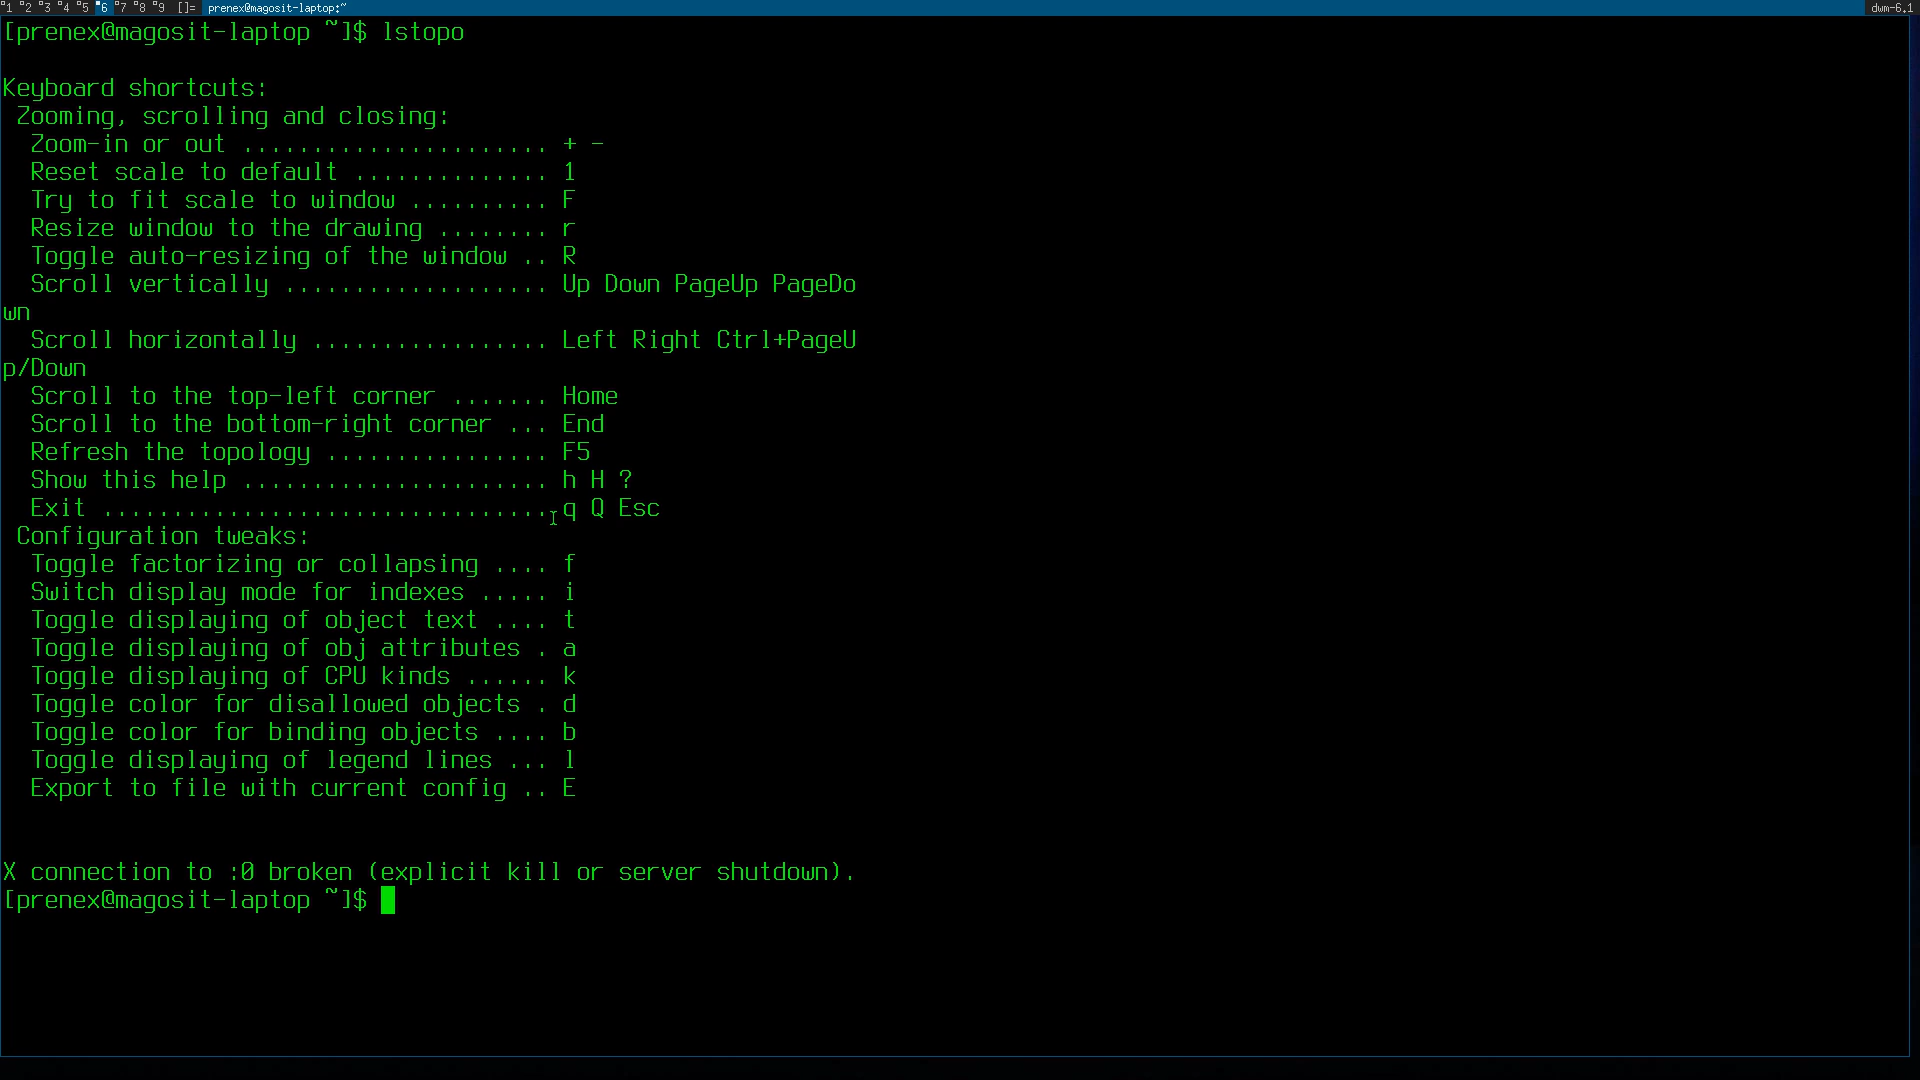 1 2 3 4 5 6 7 8 9 []= prenex@magosit-laptop:~ dwm-6.1
[prenex@magosit-laptop ~]$ lstopo
Keyboard shortcuts:
Zooming, scrolling and closing:
Zoom-in or out ...................... + -
Reset scale to default .............. 1
Try to fit scale to window .......... F
Resize window to the drawing ........ r
Toggle auto-resizing of the window .. R
Scroll vertically ................... Up Down PageUp PageDo
wn
Scroll horizontally ................. Left Right Ctrl+PageU
p/Down
Scroll to the top-left corner ....... Home
Scroll to the bottom-right corner ... End
Refresh the topology ................ F5
Show this help ...................... h H ?
Exit ................................ q Q Esc
Configuration tweaks:
Toggle factorizing or collapsing .... f
Switch display mode for indexes ..... i
Toggle displaying of object text .... t
Toggle displaying of obj attributes . a
Toggle displaying of CPU kinds ...... k
Toggle color for disallowed objects . d
Toggle color for binding objects .... b
Toggle displaying of legend lines ... l
Export to file with current config .. E
X connection to :0 broken (explicit kill or server shutdown).
[prenex@magosit-laptop ~]$